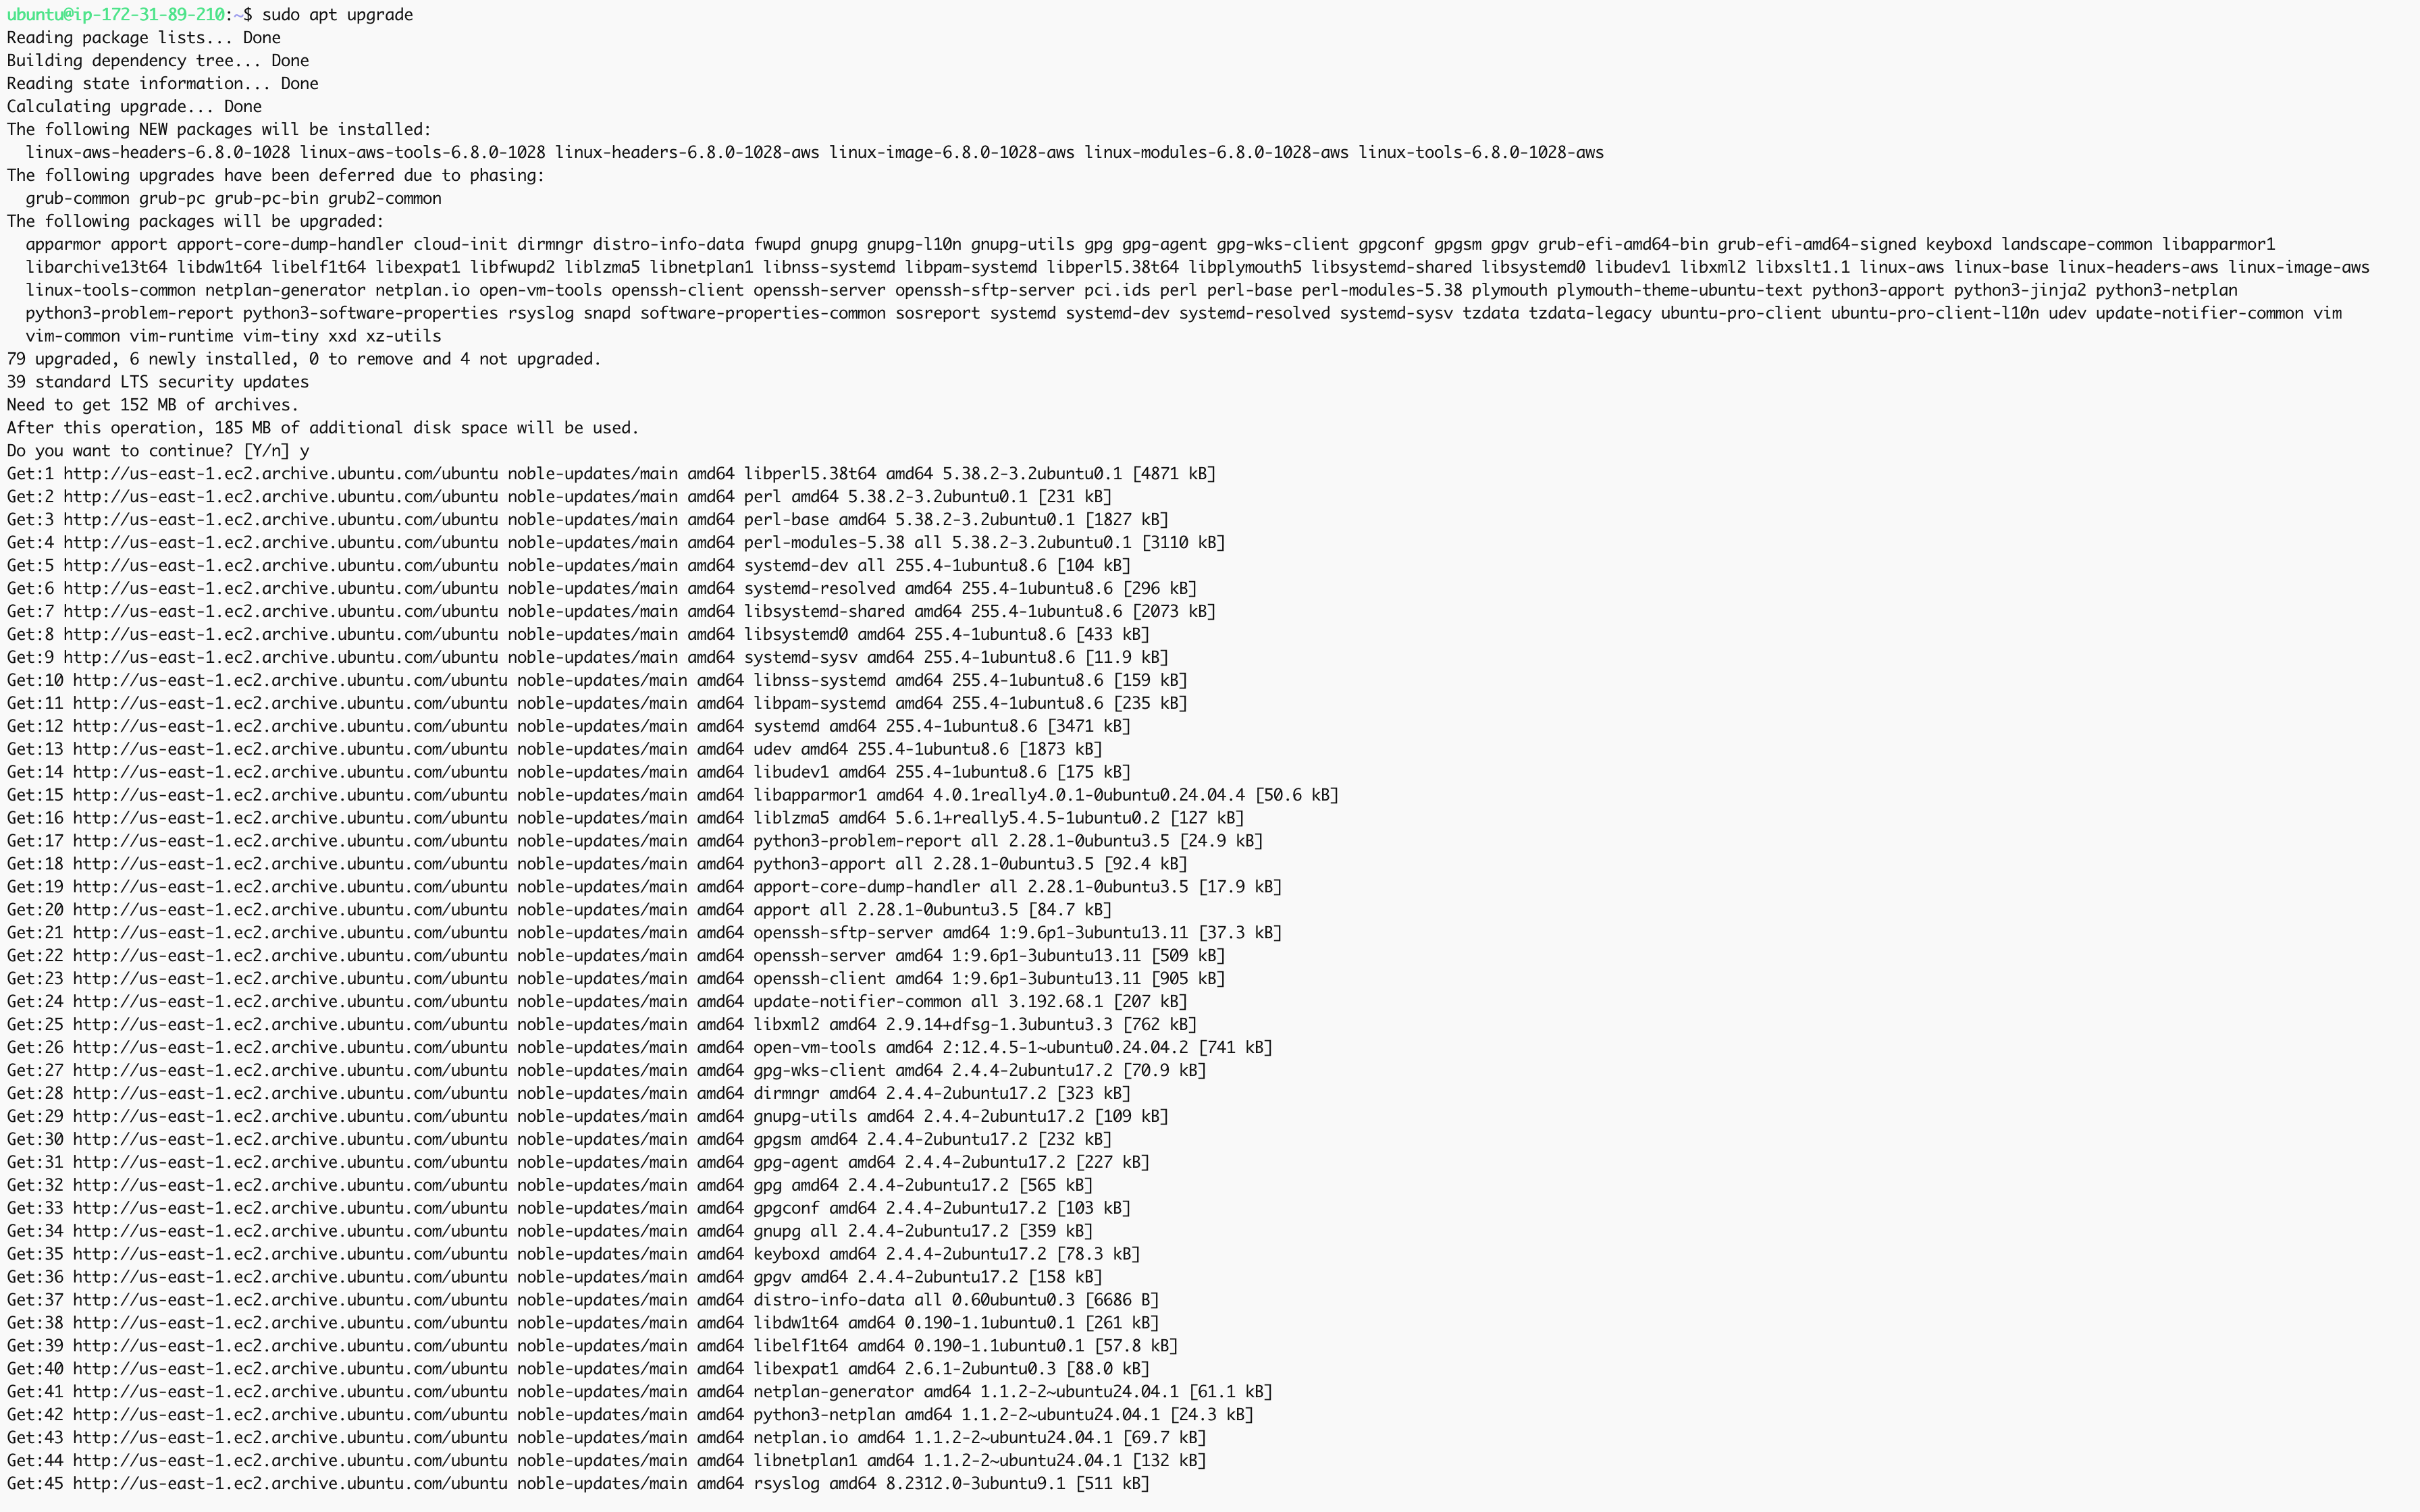 ubuntu@ip-172-31-89-210:~$ sudo apt upgrade
Reading package lists... Done
Building dependency tree... Done
Reading state information... Done
Calculating upgrade... Done
The following NEW packages will be installed:
  linux-aws-headers-6.8.0-1028 linux-aws-tools-6.8.0-1028 linux-headers-6.8.0-1028-aws linux-image-6.8.0-1028-aws linux-modules-6.8.0-1028-aws linux-tools-6.8.0-1028-aws
The following upgrades have been deferred due to phasing:
  grub-common grub-pc grub-pc-bin grub2-common
The following packages will be upgraded:
  apparmor apport apport-core-dump-handler cloud-init dirmngr distro-info-data fwupd gnupg gnupg-l10n gnupg-utils gpg gpg-agent gpg-wks-client gpgconf gpgsm gpgv grub-efi-amd64-bin grub-efi-amd64-signed keyboxd landscape-common libapparmor1
  libarchive13t64 libdw1t64 libelf1t64 libexpat1 libfwupd2 liblzma5 libnetplan1 libnss-systemd libpam-systemd libperl5.38t64 libplymouth5 libsystemd-shared libsystemd0 libudev1 libxml2 libxslt1.1 linux-aws linux-base linux-headers-aws linux-image-aws
  linux-tools-common netplan-generator netplan.io open-vm-tools openssh-client openssh-server openssh-sftp-server pci.ids perl perl-base perl-modules-5.38 plymouth plymouth-theme-ubuntu-text python3-apport python3-jinja2 python3-netplan
  python3-problem-report python3-software-properties rsyslog snapd software-properties-common sosreport systemd systemd-dev systemd-resolved systemd-sysv tzdata tzdata-legacy ubuntu-pro-client ubuntu-pro-client-l10n udev update-notifier-common vim
  vim-common vim-runtime vim-tiny xxd xz-utils
79 upgraded, 6 newly installed, 0 to remove and 4 not upgraded.
39 standard LTS security updates
Need to get 152 MB of archives.
After this operation, 185 MB of additional disk space will be used.
Do you want to continue? [Y/n] y
Get:1 http://us-east-1.ec2.archive.ubuntu.com/ubuntu noble-updates/main amd64 libperl5.38t64 amd64 5.38.2-3.2ubuntu0.1 [4871 kB]
Get:2 http://us-east-1.ec2.archive.ubuntu.com/ubuntu noble-updates/main amd64 perl amd64 5.38.2-3.2ubuntu0.1 [231 kB]
Get:3 http://us-east-1.ec2.archive.ubuntu.com/ubuntu noble-updates/main amd64 perl-base amd64 5.38.2-3.2ubuntu0.1 [1827 kB]
Get:4 http://us-east-1.ec2.archive.ubuntu.com/ubuntu noble-updates/main amd64 perl-modules-5.38 all 5.38.2-3.2ubuntu0.1 [3110 kB]
Get:5 http://us-east-1.ec2.archive.ubuntu.com/ubuntu noble-updates/main amd64 systemd-dev all 255.4-1ubuntu8.6 [104 kB]
Get:6 http://us-east-1.ec2.archive.ubuntu.com/ubuntu noble-updates/main amd64 systemd-resolved amd64 255.4-1ubuntu8.6 [296 kB]
Get:7 http://us-east-1.ec2.archive.ubuntu.com/ubuntu noble-updates/main amd64 libsystemd-shared amd64 255.4-1ubuntu8.6 [2073 kB]
Get:8 http://us-east-1.ec2.archive.ubuntu.com/ubuntu noble-updates/main amd64 libsystemd0 amd64 255.4-1ubuntu8.6 [433 kB]
Get:9 http://us-east-1.ec2.archive.ubuntu.com/ubuntu noble-updates/main amd64 systemd-sysv amd64 255.4-1ubuntu8.6 [11.9 kB]
Get:10 http://us-east-1.ec2.archive.ubuntu.com/ubuntu noble-updates/main amd64 libnss-systemd amd64 255.4-1ubuntu8.6 [159 kB]
Get:11 http://us-east-1.ec2.archive.ubuntu.com/ubuntu noble-updates/main amd64 libpam-systemd amd64 255.4-1ubuntu8.6 [235 kB]
Get:12 http://us-east-1.ec2.archive.ubuntu.com/ubuntu noble-updates/main amd64 systemd amd64 255.4-1ubuntu8.6 [3471 kB]
Get:13 http://us-east-1.ec2.archive.ubuntu.com/ubuntu noble-updates/main amd64 udev amd64 255.4-1ubuntu8.6 [1873 kB]
Get:14 http://us-east-1.ec2.archive.ubuntu.com/ubuntu noble-updates/main amd64 libudev1 amd64 255.4-1ubuntu8.6 [175 kB]
Get:15 http://us-east-1.ec2.archive.ubuntu.com/ubuntu noble-updates/main amd64 libapparmor1 amd64 4.0.1really4.0.1-0ubuntu0.24.04.4 [50.6 kB]
Get:16 http://us-east-1.ec2.archive.ubuntu.com/ubuntu noble-updates/main amd64 liblzma5 amd64 5.6.1+really5.4.5-1ubuntu0.2 [127 kB]
Get:17 http://us-east-1.ec2.archive.ubuntu.com/ubuntu noble-updates/main amd64 python3-problem-report all 2.28.1-0ubuntu3.5 [24.9 kB]
Get:18 http://us-east-1.ec2.archive.ubuntu.com/ubuntu noble-updates/main amd64 python3-apport all 2.28.1-0ubuntu3.5 [92.4 kB]
Get:19 http://us-east-1.ec2.archive.ubuntu.com/ubuntu noble-updates/main amd64 apport-core-dump-handler all 2.28.1-0ubuntu3.5 [17.9 kB]
Get:20 http://us-east-1.ec2.archive.ubuntu.com/ubuntu noble-updates/main amd64 apport all 2.28.1-0ubuntu3.5 [84.7 kB]
Get:21 http://us-east-1.ec2.archive.ubuntu.com/ubuntu noble-updates/main amd64 openssh-sftp-server amd64 1:9.6p1-3ubuntu13.11 [37.3 kB]
Get:22 http://us-east-1.ec2.archive.ubuntu.com/ubuntu noble-updates/main amd64 openssh-server amd64 1:9.6p1-3ubuntu13.11 [509 kB]
Get:23 http://us-east-1.ec2.archive.ubuntu.com/ubuntu noble-updates/main amd64 openssh-client amd64 1:9.6p1-3ubuntu13.11 [905 kB]
Get:24 http://us-east-1.ec2.archive.ubuntu.com/ubuntu noble-updates/main amd64 update-notifier-common all 3.192.68.1 [207 kB]
Get:25 http://us-east-1.ec2.archive.ubuntu.com/ubuntu noble-updates/main amd64 libxml2 amd64 2.9.14+dfsg-1.3ubuntu3.3 [762 kB]
Get:26 http://us-east-1.ec2.archive.ubuntu.com/ubuntu noble-updates/main amd64 open-vm-tools amd64 2:12.4.5-1~ubuntu0.24.04.2 [741 kB]
Get:27 http://us-east-1.ec2.archive.ubuntu.com/ubuntu noble-updates/main amd64 gpg-wks-client amd64 2.4.4-2ubuntu17.2 [70.9 kB]
Get:28 http://us-east-1.ec2.archive.ubuntu.com/ubuntu noble-updates/main amd64 dirmngr amd64 2.4.4-2ubuntu17.2 [323 kB]
Get:29 http://us-east-1.ec2.archive.ubuntu.com/ubuntu noble-updates/main amd64 gnupg-utils amd64 2.4.4-2ubuntu17.2 [109 kB]
Get:30 http://us-east-1.ec2.archive.ubuntu.com/ubuntu noble-updates/main amd64 gpgsm amd64 2.4.4-2ubuntu17.2 [232 kB]
Get:31 http://us-east-1.ec2.archive.ubuntu.com/ubuntu noble-updates/main amd64 gpg-agent amd64 2.4.4-2ubuntu17.2 [227 kB]
Get:32 http://us-east-1.ec2.archive.ubuntu.com/ubuntu noble-updates/main amd64 gpg amd64 2.4.4-2ubuntu17.2 [565 kB]
Get:33 http://us-east-1.ec2.archive.ubuntu.com/ubuntu noble-updates/main amd64 gpgconf amd64 2.4.4-2ubuntu17.2 [103 kB]
Get:34 http://us-east-1.ec2.archive.ubuntu.com/ubuntu noble-updates/main amd64 gnupg all 2.4.4-2ubuntu17.2 [359 kB]
Get:35 http://us-east-1.ec2.archive.ubuntu.com/ubuntu noble-updates/main amd64 keyboxd amd64 2.4.4-2ubuntu17.2 [78.3 kB]
Get:36 http://us-east-1.ec2.archive.ubuntu.com/ubuntu noble-updates/main amd64 gpgv amd64 2.4.4-2ubuntu17.2 [158 kB]
Get:37 http://us-east-1.ec2.archive.ubuntu.com/ubuntu noble-updates/main amd64 distro-info-data all 0.60ubuntu0.3 [6686 B]
Get:38 http://us-east-1.ec2.archive.ubuntu.com/ubuntu noble-updates/main amd64 libdw1t64 amd64 0.190-1.1ubuntu0.1 [261 kB]
Get:39 http://us-east-1.ec2.archive.ubuntu.com/ubuntu noble-updates/main amd64 libelf1t64 amd64 0.190-1.1ubuntu0.1 [57.8 kB]
Get:40 http://us-east-1.ec2.archive.ubuntu.com/ubuntu noble-updates/main amd64 libexpat1 amd64 2.6.1-2ubuntu0.3 [88.0 kB]
Get:41 http://us-east-1.ec2.archive.ubuntu.com/ubuntu noble-updates/main amd64 netplan-generator amd64 1.1.2-2~ubuntu24.04.1 [61.1 kB]
Get:42 http://us-east-1.ec2.archive.ubuntu.com/ubuntu noble-updates/main amd64 python3-netplan amd64 1.1.2-2~ubuntu24.04.1 [24.3 kB]
Get:43 http://us-east-1.ec2.archive.ubuntu.com/ubuntu noble-updates/main amd64 netplan.io amd64 1.1.2-2~ubuntu24.04.1 [69.7 kB]
Get:44 http://us-east-1.ec2.archive.ubuntu.com/ubuntu noble-updates/main amd64 libnetplan1 amd64 1.1.2-2~ubuntu24.04.1 [132 kB]
Get:45 http://us-east-1.ec2.archive.ubuntu.com/ubuntu noble-updates/main amd64 rsyslog amd64 8.2312.0-3ubuntu9.1 [511 kB]